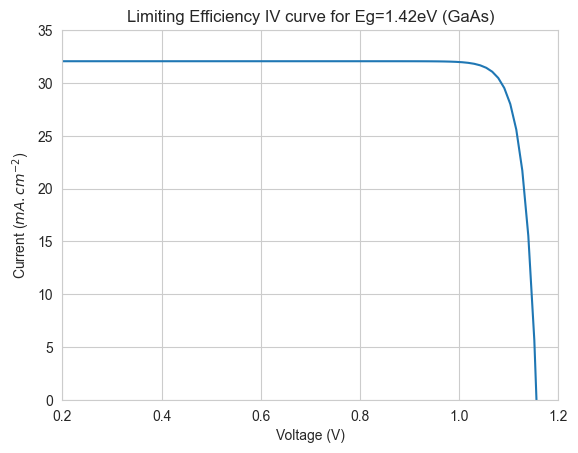 Limiting Efficiency IV curve for Eg=1.42eV (GaAs)
35
30
25
20
15
10
5
0
Current (mA. cm⁻²)
0.2 0.4 0.6 0.8 1.0 1.2
Voltage (V)